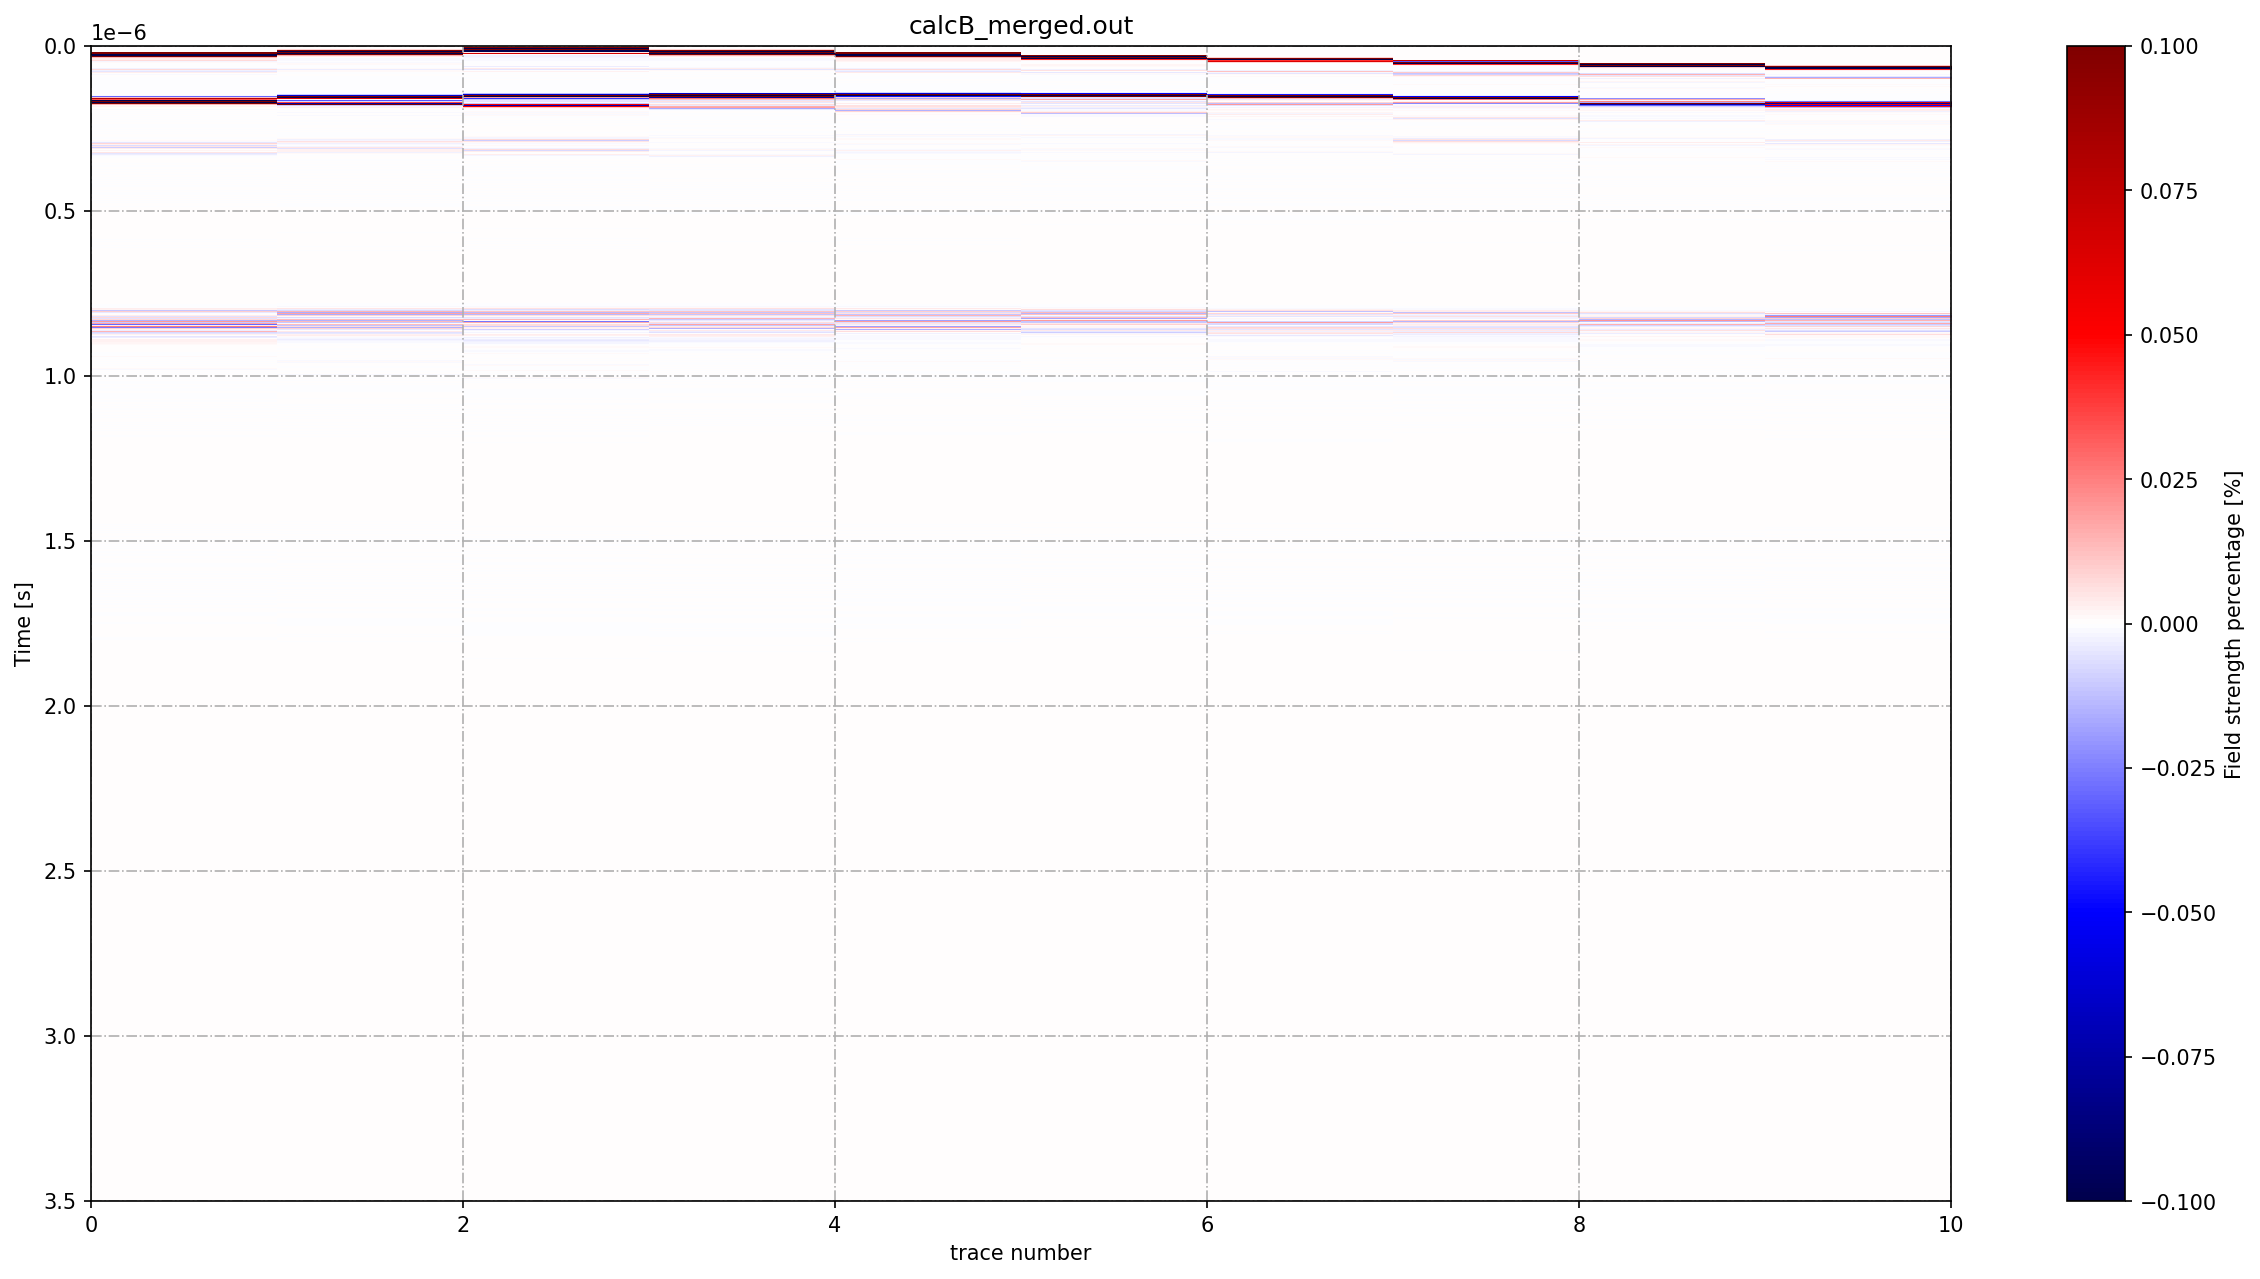 calcB_merged.out
1e−6
0.0
0.5
1.0
1.5
2.0
2.5
3.0
3.5
Time [s]
0 2 4 6 8 10
trace number
0.100
0.075
0.050
0.025
0.000
−0.025
−0.050
−0.075
−0.100
Field strength percentage [%]